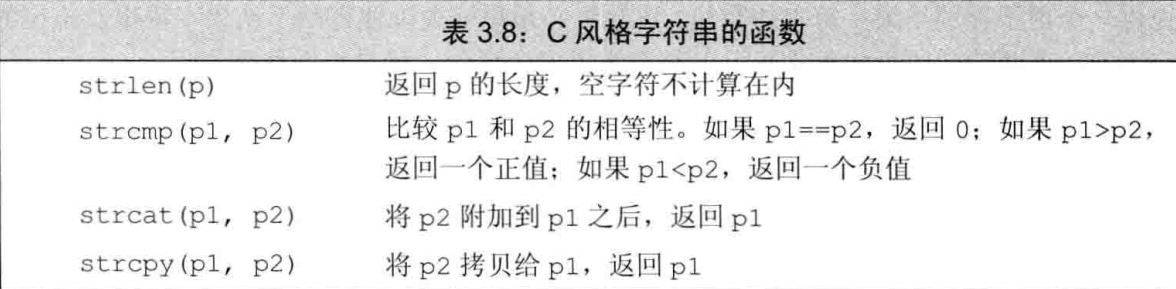 表 3.8：C 风格字符串的函数
strlen(p) 返回 p 的长度，空字符不计算在内
strcmp(p1, p2) 比较 p1 和 p2 的相等性。如果 p1==p2，返回 0；如果 p1>p2，
返回一个正值；如果 p1<p2，返回一个负值
strcat(p1, p2) 将 p2 附加到 p1 之后，返回 p1
strcpy(p1, p2) 将 p2 拷贝给 p1，返回 p1